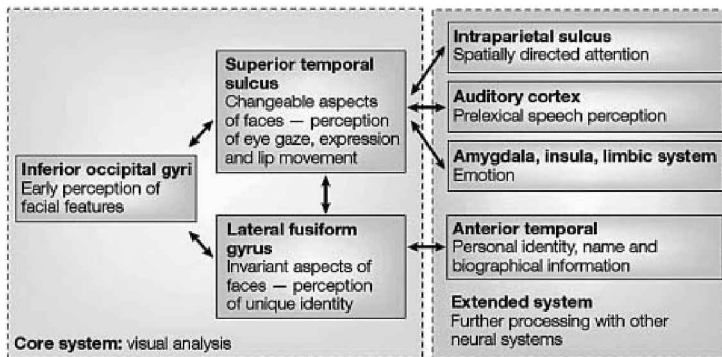 Inferior occipital gyri
Early perception of
facial features
Superior temporal
sulcus
Changeable aspects
of faces — perception
of eye gaze, expression
and lip movement
Lateral fusiform
gyrus
Invariant aspects of
faces — perception
of unique identity
Core system: visual analysis
Intraparietal sulcus
Spatially directed attention
Auditory cortex
Prelexical speech perception
Amygdala, insula, limbic system
Emotion
Anterior temporal
Personal identity, name and
biographical information
Extended system
Further processing with other
neural systems